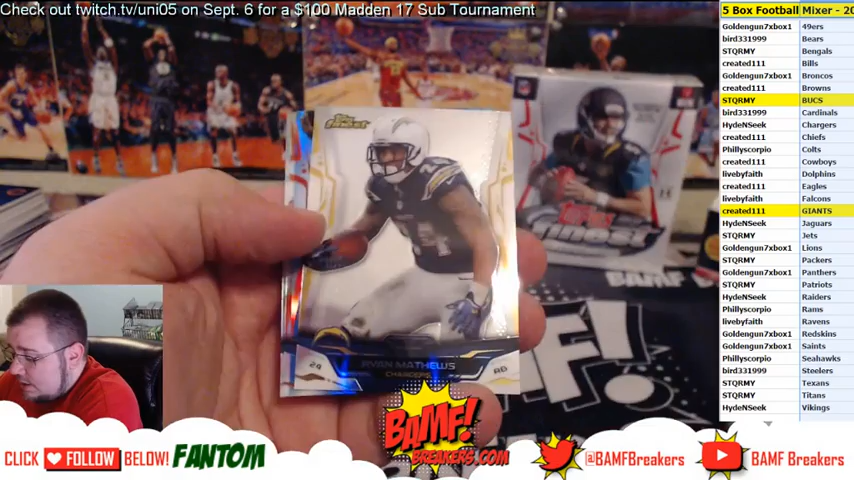 Check out twitch.tv/uni05 on Sept. 6 for a $100 Madden 17 Sub Tournament
5 Box Football Mixer - 20
Goldengun7xbox1 49ers
bird331999 Bears
STQRMY Bengals
created111 Bills
Goldengun7xbox1 Broncos
created111 Browns
STQRMY BUCS
bird331999 Cardinals
HydeNSeek Chargers
created111 Chiefs
Phillyscorpio Colts
created111 Cowboys
livebyfaith Dolphins
created111 Eagles
livebyfaith Falcons
created111 GIANTS
HydeNSeek Jaguars
STQRMY Jets
Goldengun7xbox1 Lions
STQRMY Packers
Goldengun7xbox1 Panthers
STQRMY Patriots
HydeNSeek Raiders
Phillyscorpio Rams
livebyfaith Ravens
Goldengun7xbox1 Redskins
Goldengun7xbox1 Saints
Phillyscorpio Seahawks
bird331999 Steelers
STQRMY Texans
STQRMY Titans
HydeNSeek Vikings
finest
24
RYAN MATHEWS
CHARGERS
RB
Topps
finest
BAMF
BAMF!
BREAKERS.COM
CLICK FOLLOW BELOW! FANTOM
@BAMFBreakers
BAMF Breakers